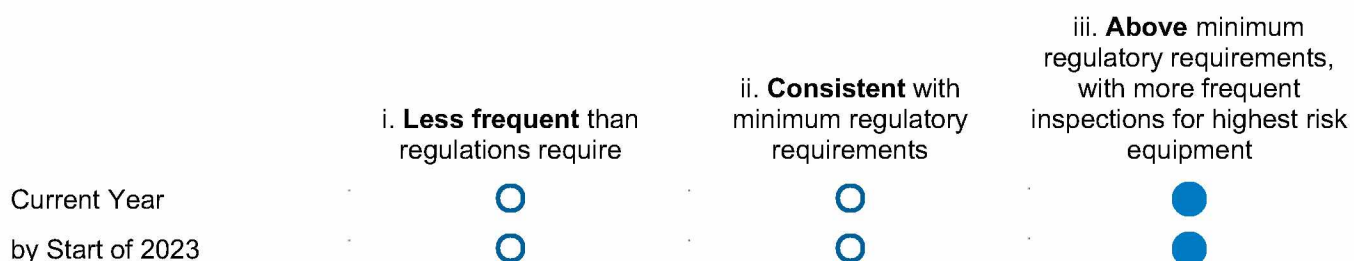 i. Less frequent than
regulations require
ii. Consistent with
minimum regulatory
requirements
iii. Above minimum
regulatory requirements,
with more frequent
inspections for highest risk
equipment
Current Year
by Start of 2023